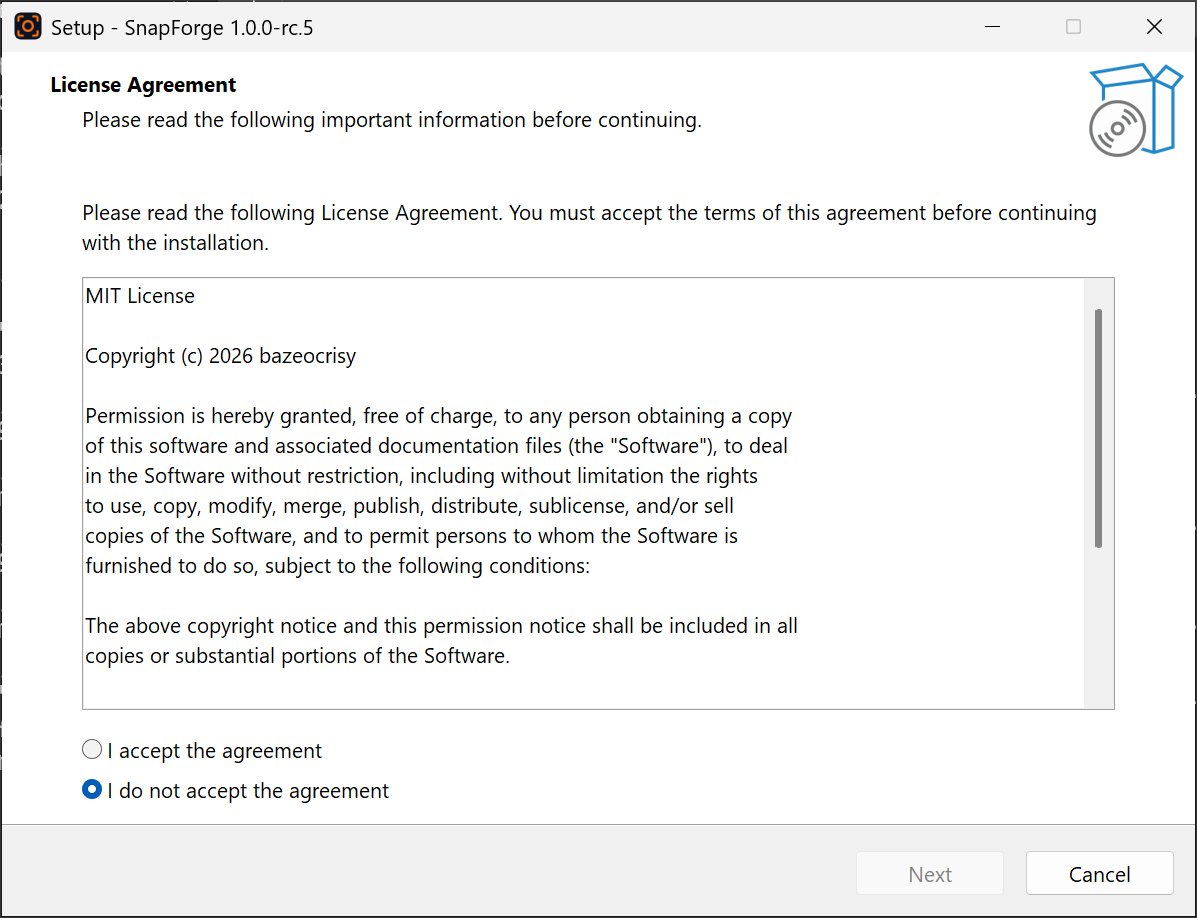 Setup - SnapForge 1.0.0-rc.5
License Agreement
Please read the following important information before continuing.
Please read the following License Agreement. You must accept the terms of this agreement before continuing
with the installation.
MIT License
Copyright (c) 2026 bazeocrisy
Permission is hereby granted, free of charge, to any person obtaining a copy
of this software and associated documentation files (the "Software"), to deal
in the Software without restriction, including without limitation the rights
to use, copy, modify, merge, publish, distribute, sublicense, and/or sell
copies of the Software, and to permit persons to whom the Software is
furnished to do so, subject to the following conditions:
The above copyright notice and this permission notice shall be included in all
copies or substantial portions of the Software.
I accept the agreement
I do not accept the agreement
Next
Cancel